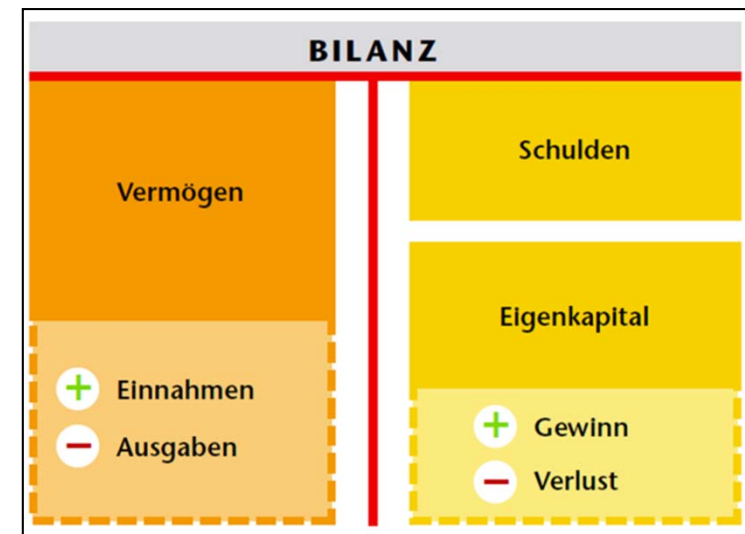 BILANZ
Vermögen
+ Einnahmen
− Ausgaben
Schulden
Eigenkapital
+ Gewinn
− Verlust